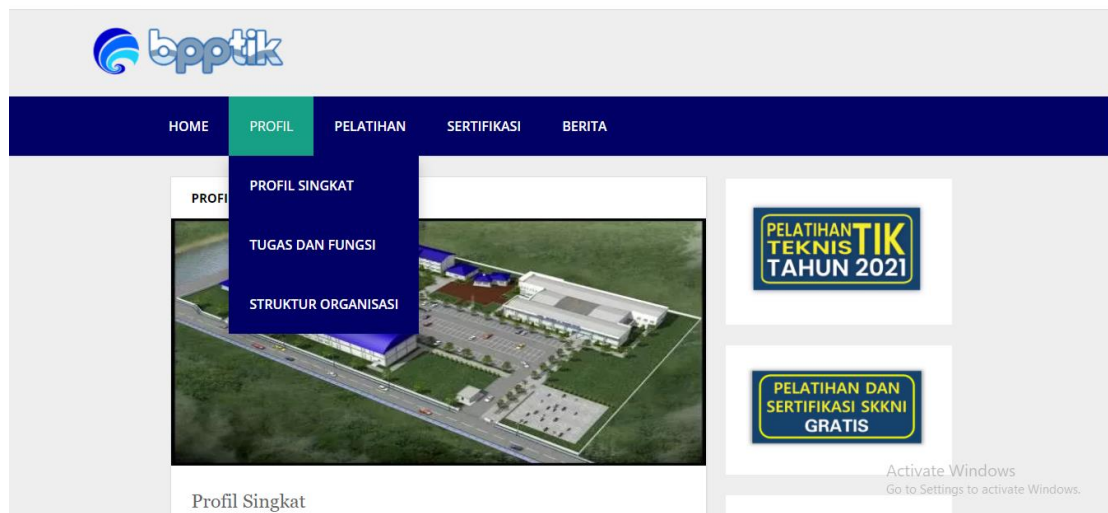 bpptik
HOME PROFIL PELATIHAN SERTIFIKASI BERITA
PROFIL SINGKAT
TUGAS DAN FUNGSI
STRUKTUR ORGANISASI
PROFI
Profil Singkat
PELATIHAN TIK
TEKNIS
TAHUN 2021
PELATIHAN DAN
SERTIFIKASI SKKNI
GRATIS
Activate Windows
Go to Settings to activate Windows.